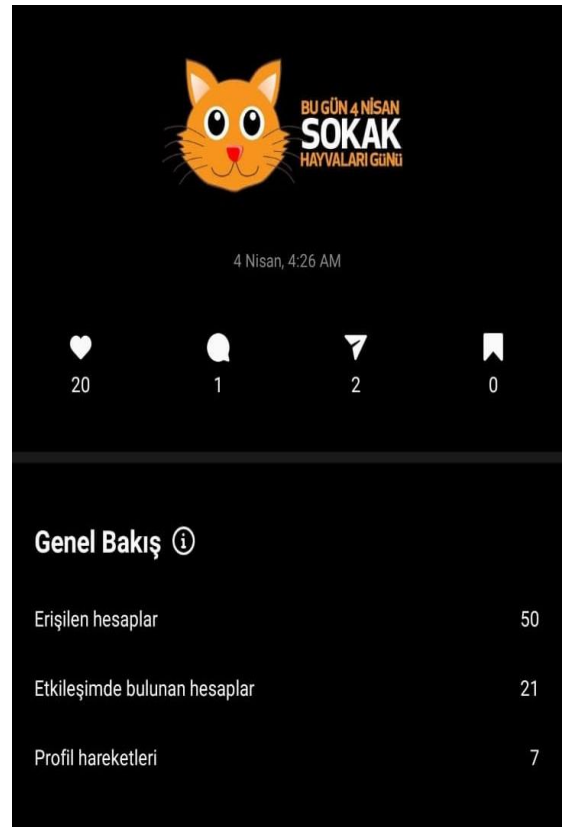 BU GÜN 4 NİSAN
SOKAK
HAYVALARI GÜNÜ
4 Nisan, 4:26 AM
20 1 2 0
Genel Bakış
Erişilen hesaplar 50
Etkileşimde bulunan hesaplar 21
Profil hareketleri 7